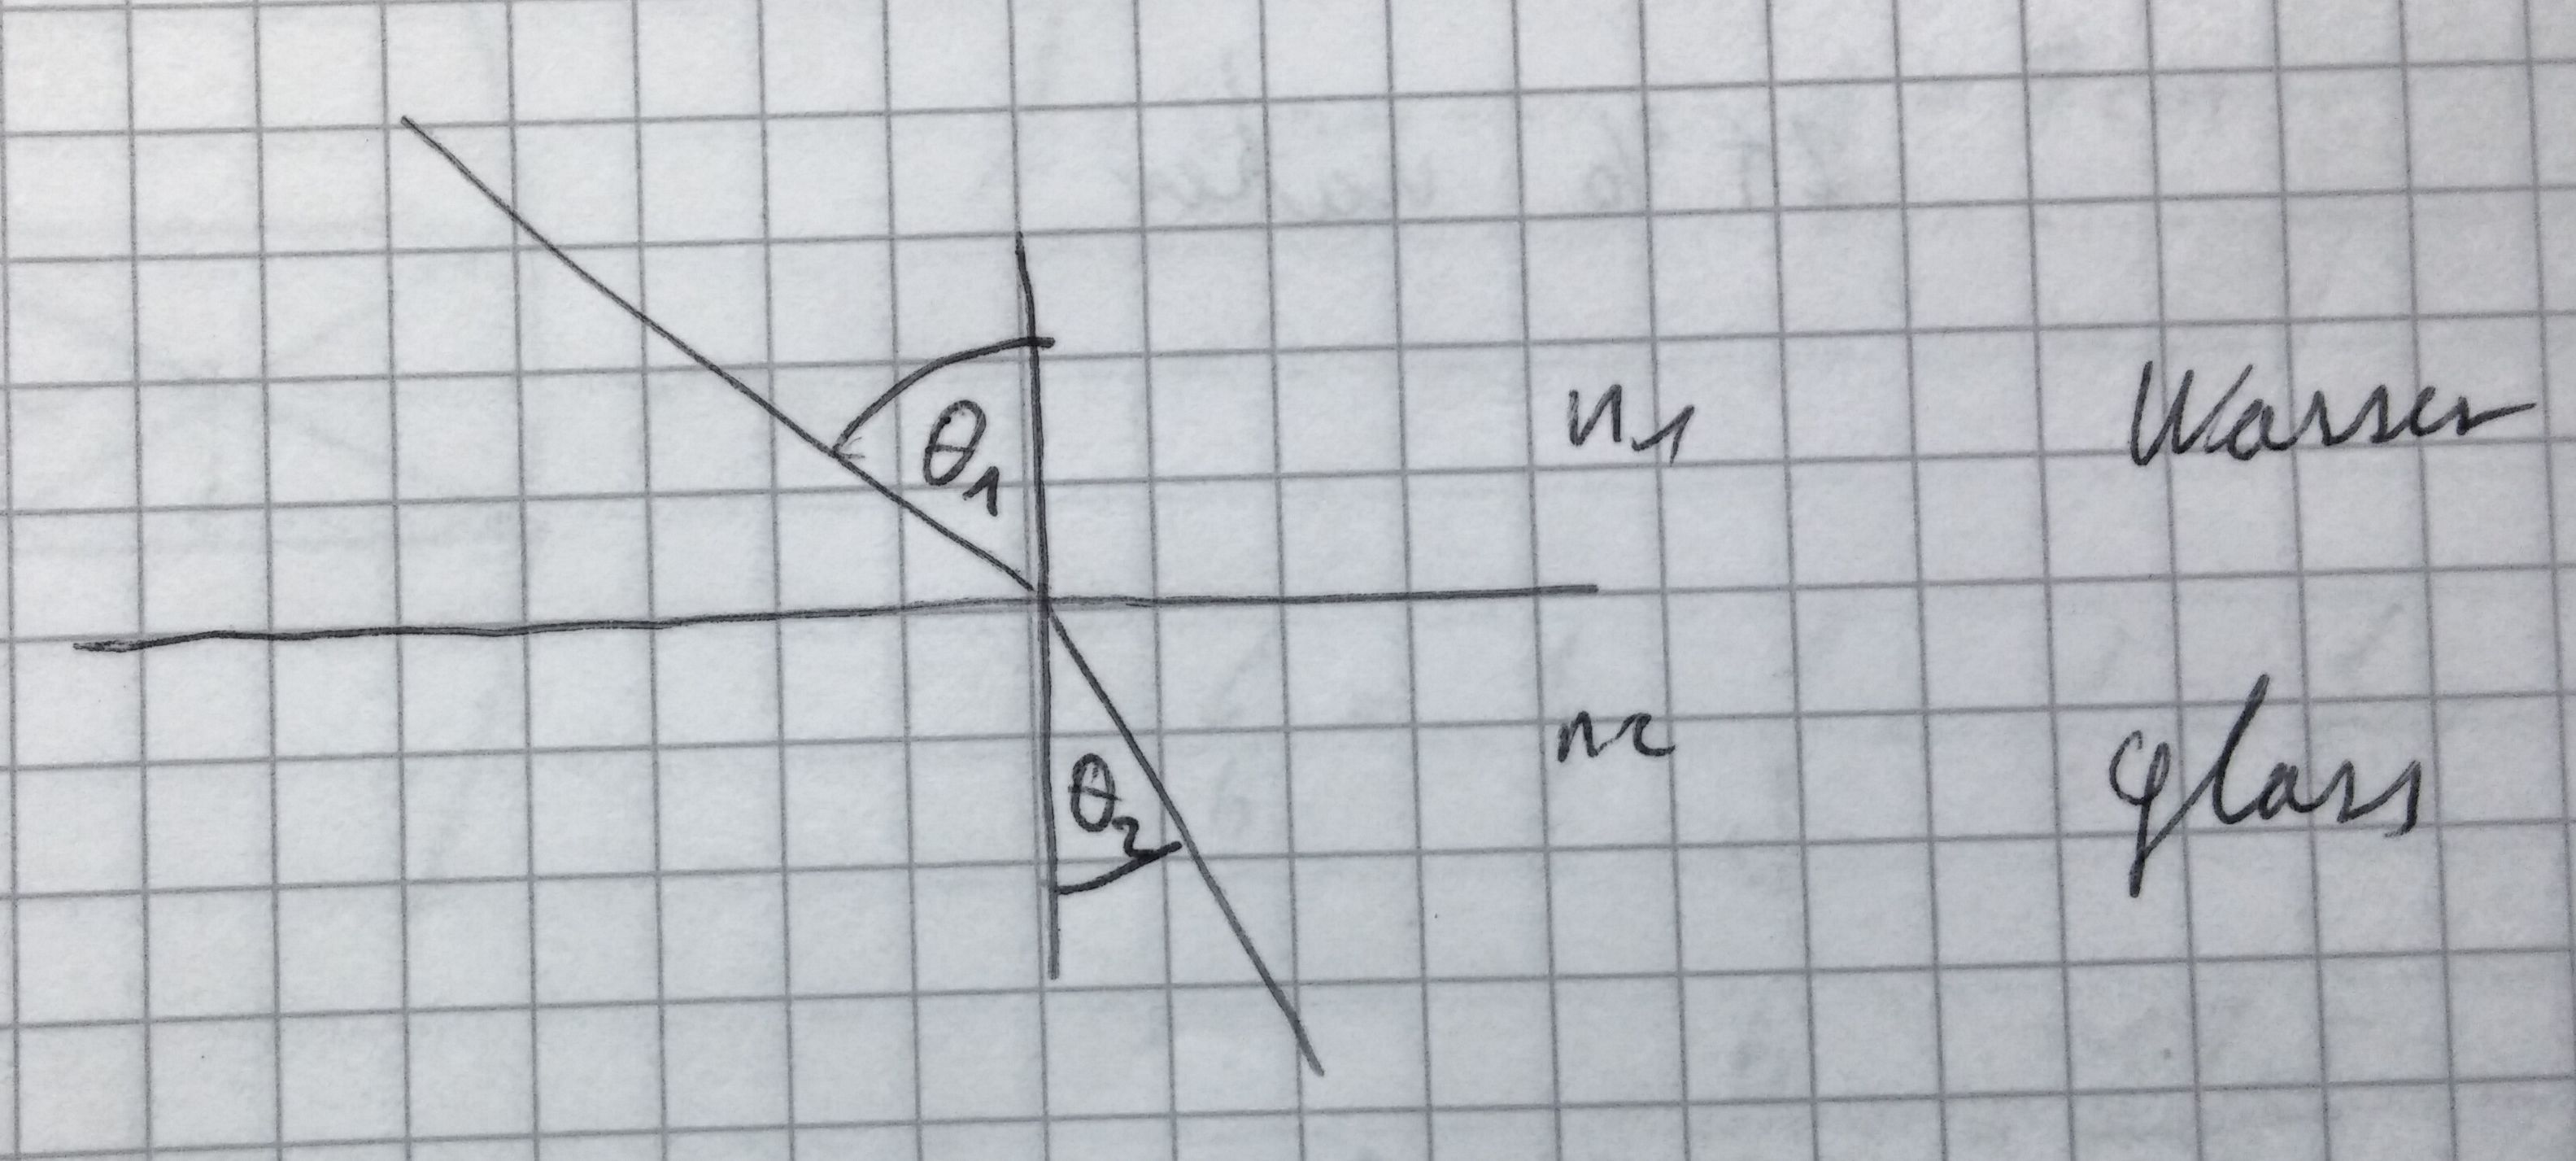 θ₁ n₁ Wasser
θ₂ n₂ glass